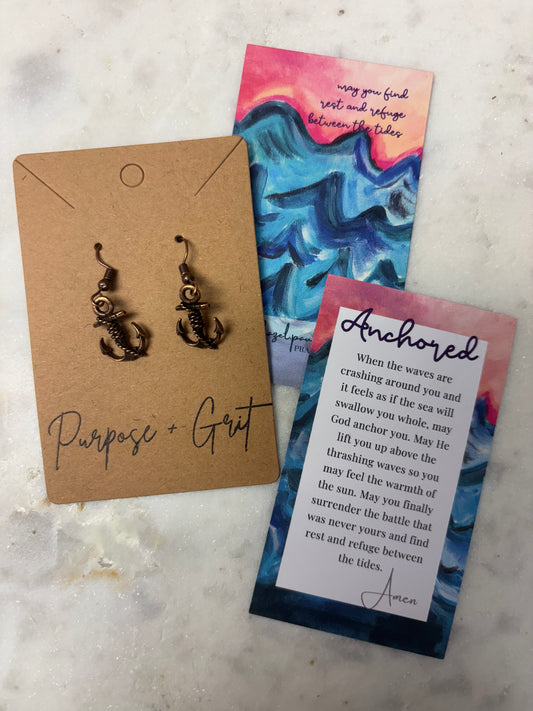 may you find
rest and refuge
between the tides
Purpose + Grit
Anchored
When the waves are
crashing around you and
it feels as if the sea will
swallow you whole, may
God anchor you. May He
lift you up above the
thrashing waves so you
may feel the warmth of
the sun. May you finally
surrender the battle that
was never yours and find
rest and refuge between
the tides.
Amen